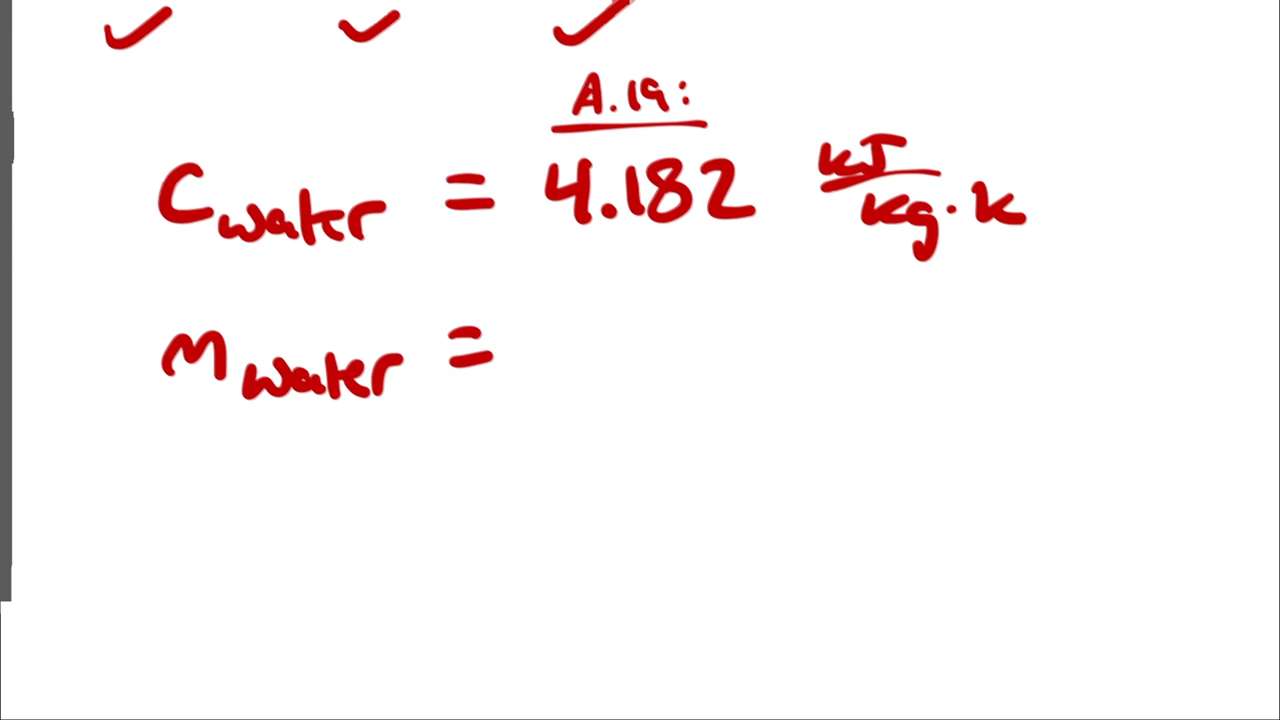 A.19:
Cwater = 4.182 kJ/kg·K
mwater =